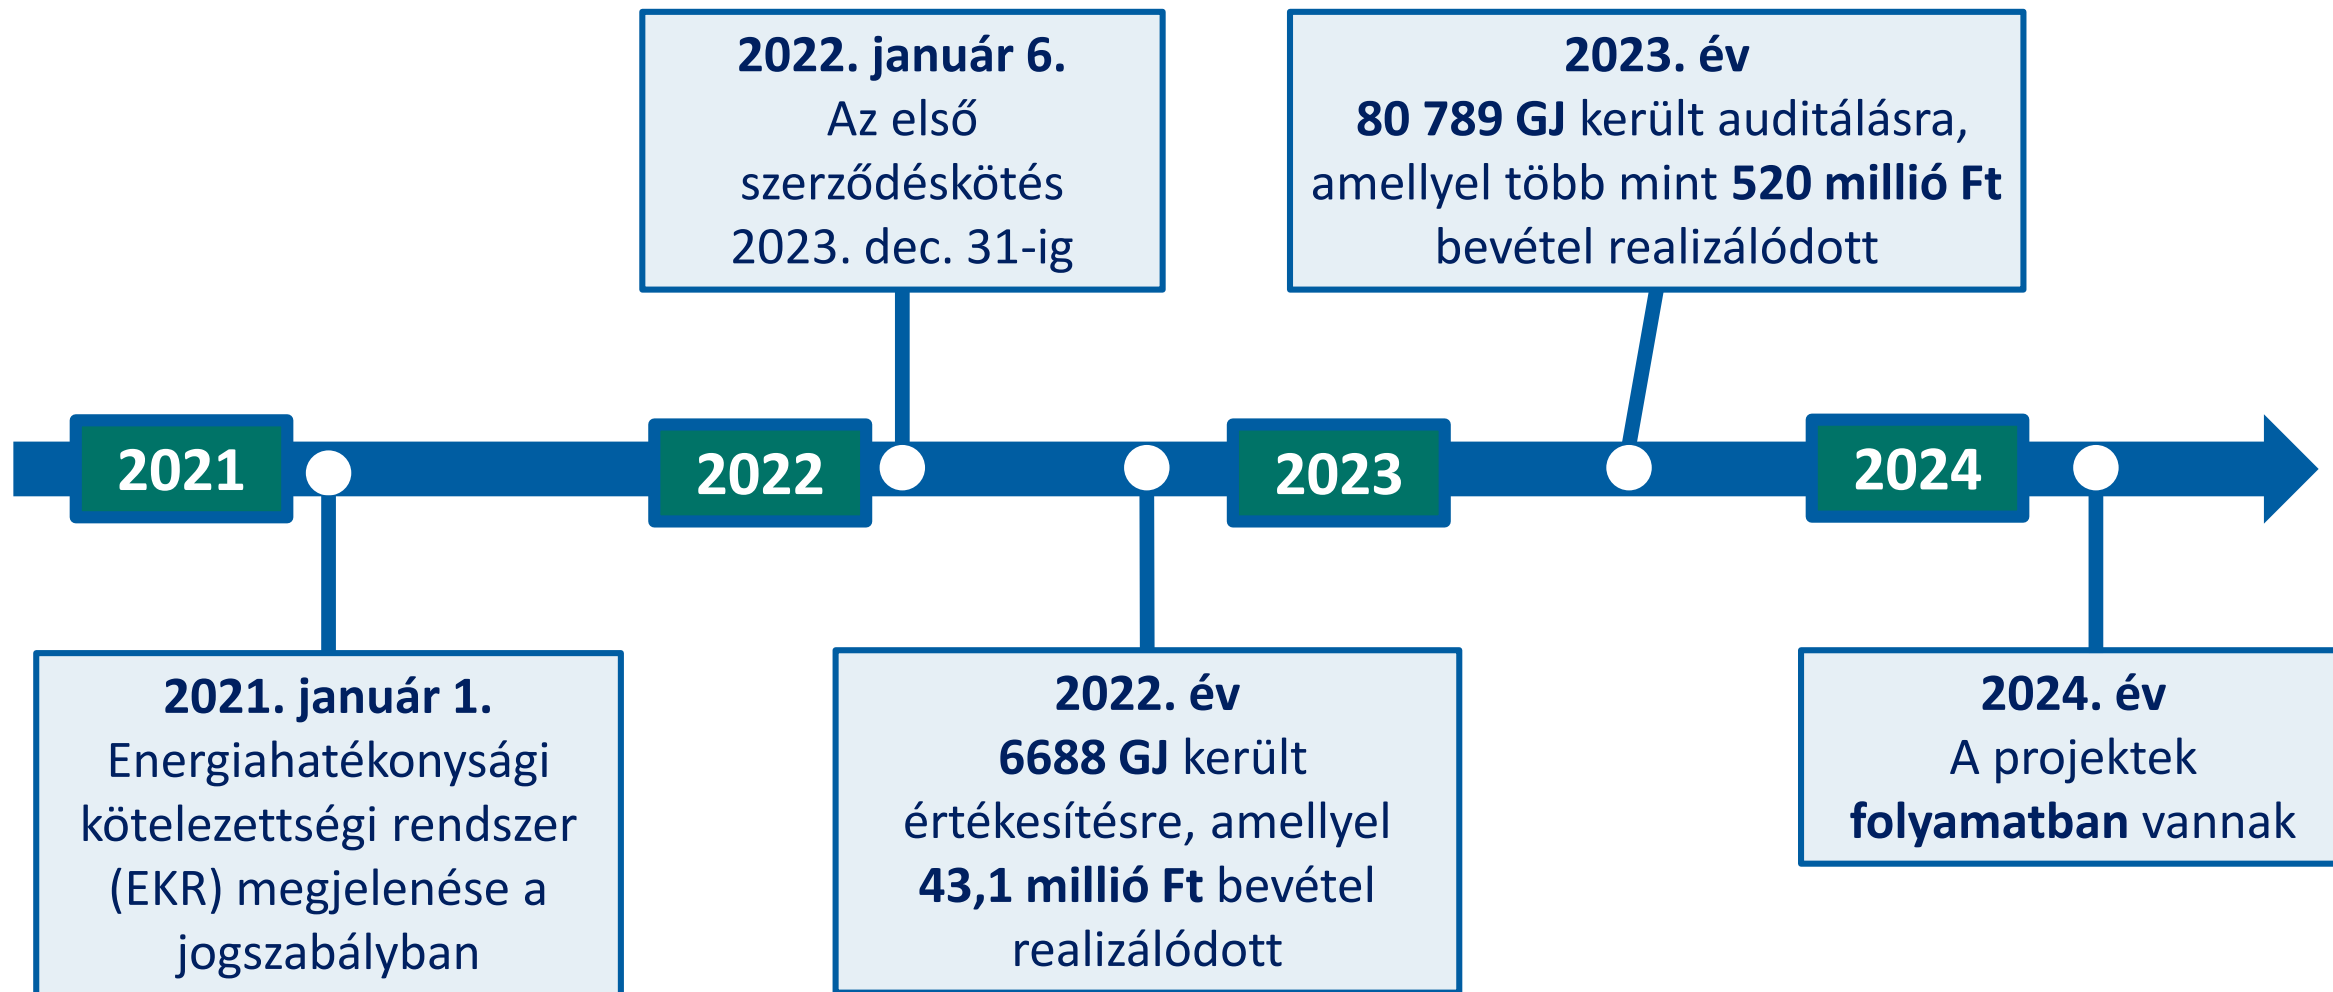 2022. január 6.
Az első
szerződéskötés
2023. dec. 31-ig
2023. év
80 789 GJ került auditálásra,
amellyel több mint 520 millió Ft
bevétel realizálódott
2021
2022
2023
2024
2021. január 1.
Energiahatékonysági
kötelezettségi rendszer
(EKR) megjelenése a
jogszabályban
2022. év
6688 GJ került
értékesítésre, amellyel
43,1 millió Ft bevétel
realizálódott
2024. év
A projektek
folyamatban vannak